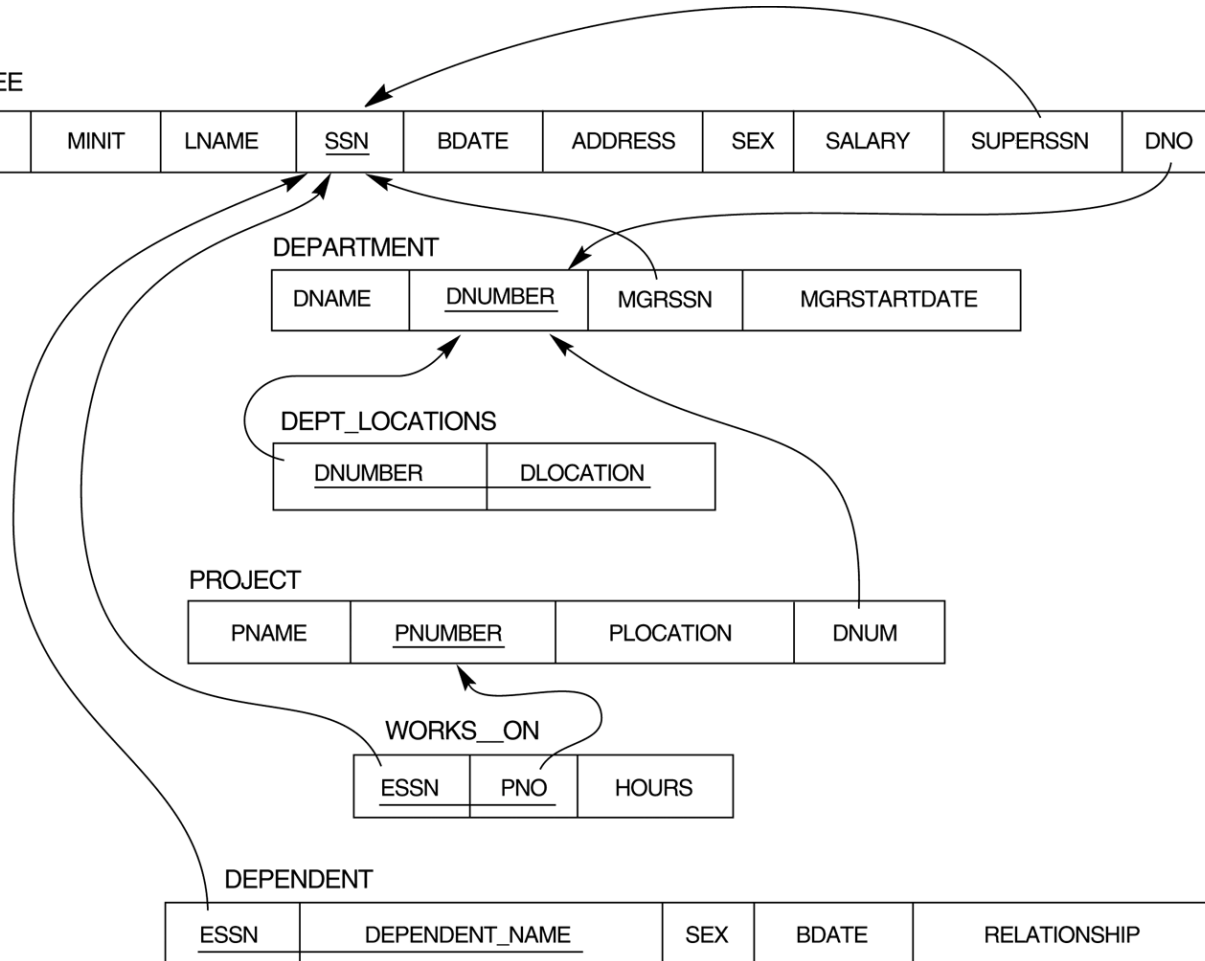 EE
MINIT LNAME SSN BDATE ADDRESS SEX SALARY SUPERSSN DNO
DEPARTMENT
DNAME DNUMBER MGRSSN MGRSTARTDATE
DEPT_LOCATIONS
DNUMBER DLOCATION
PROJECT
PNAME PNUMBER PLOCATION DNUM
WORKS__ON
ESSN PNO HOURS
DEPENDENT
ESSN DEPENDENT_NAME SEX BDATE RELATIONSHIP